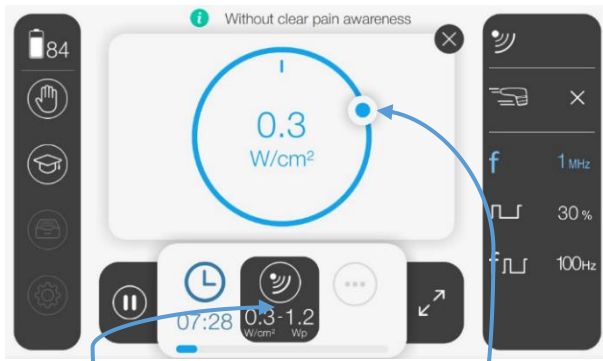 Without clear pain awareness
84
0.3
W/cm²
f 1 MHz
30 %
f 100Hz
07:28
0.3-1.2
W/cm² Wp